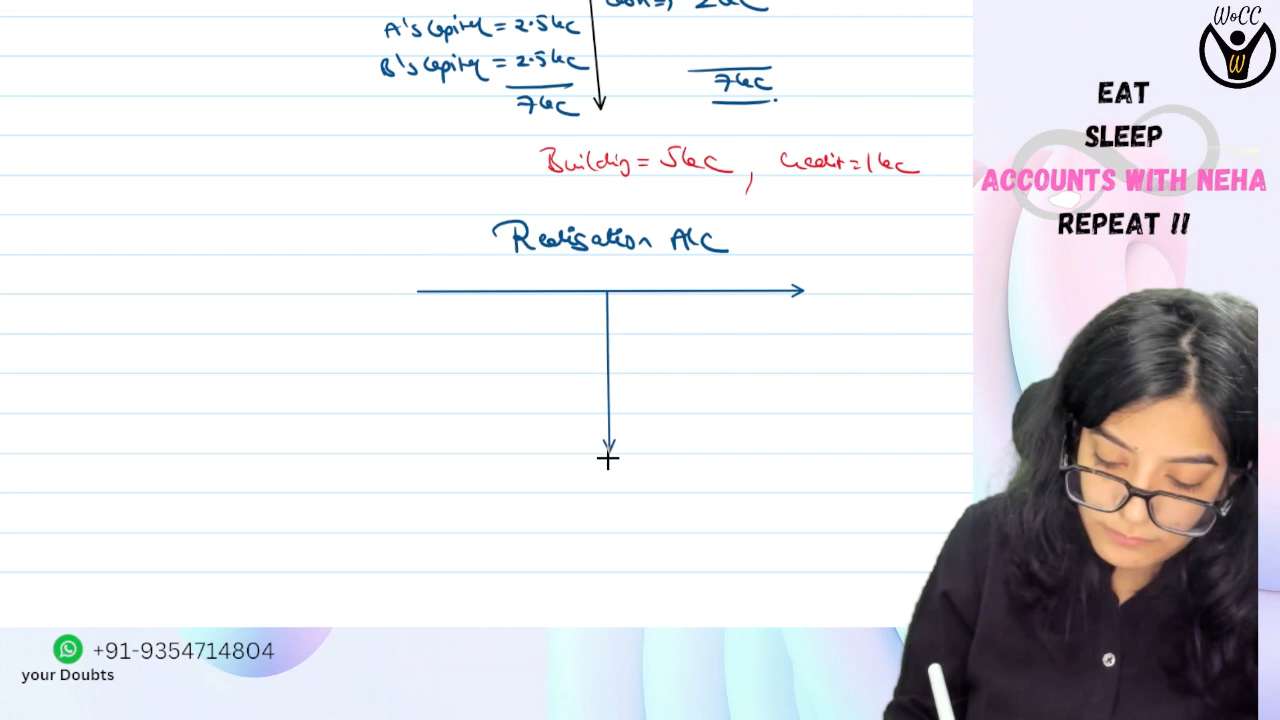 A's Capital = 2.5 lac
B's Capital = 2.5 lac
7 lac
7 lac
Building = 5 lac, Credit = 1 lac
Realisation A/C
WoCC
W
EAT
SLEEP
ACCOUNTS WITH NEHA
REPEAT !!
+91-9354714804
your Doubts